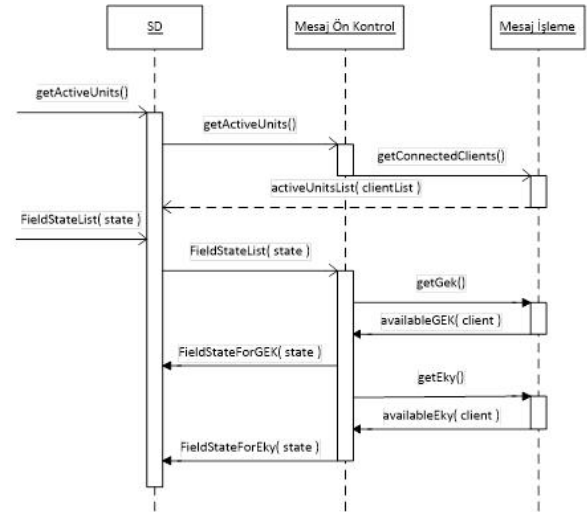 SD
Mesaj Ön Kontrol
Mesaj İşleme
getActiveUnits()
getActiveUnits()
getConnectedClients()
activeUnitsList( clientList )
FieldStateList( state )
FieldStateList( state )
getGek()
availableGEK( client )
FieldStateForGEK( state )
getEky()
availableEky( client )
FieldStateForEky( state )